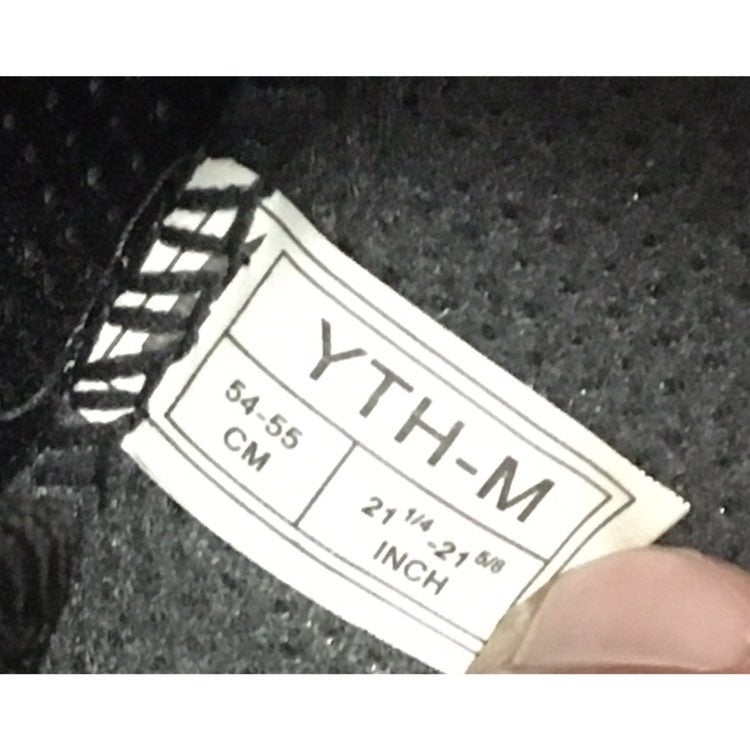 YTH-M
54-55
CM
21 1/4-21 5/8
INCH